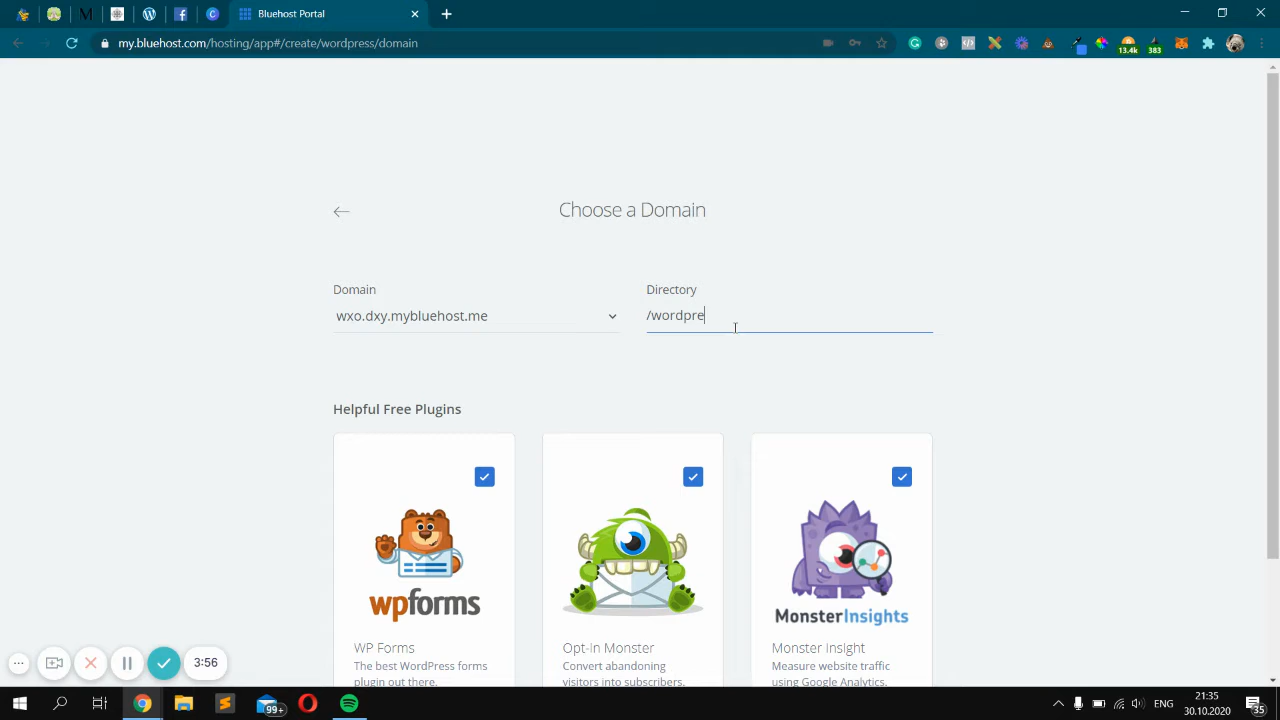 Bluehost Portal
my.bluehost.com/hosting/app#/create/wordpress/domain
13.4k
383
Choose a Domain
Domain
Directory
wxo.dxy.mybluehost.me
/wordpre
Helpful Free Plugins
wpforms
MonsterInsights
WP Forms
The best WordPress forms
plugin out there.
Opt-In Monster
Convert abandoning
visitors into subscribers.
Monster Insight
Measure website traffic
using Google Analytics.
3:56
99+
ENG
21:35
30.10.2020
35